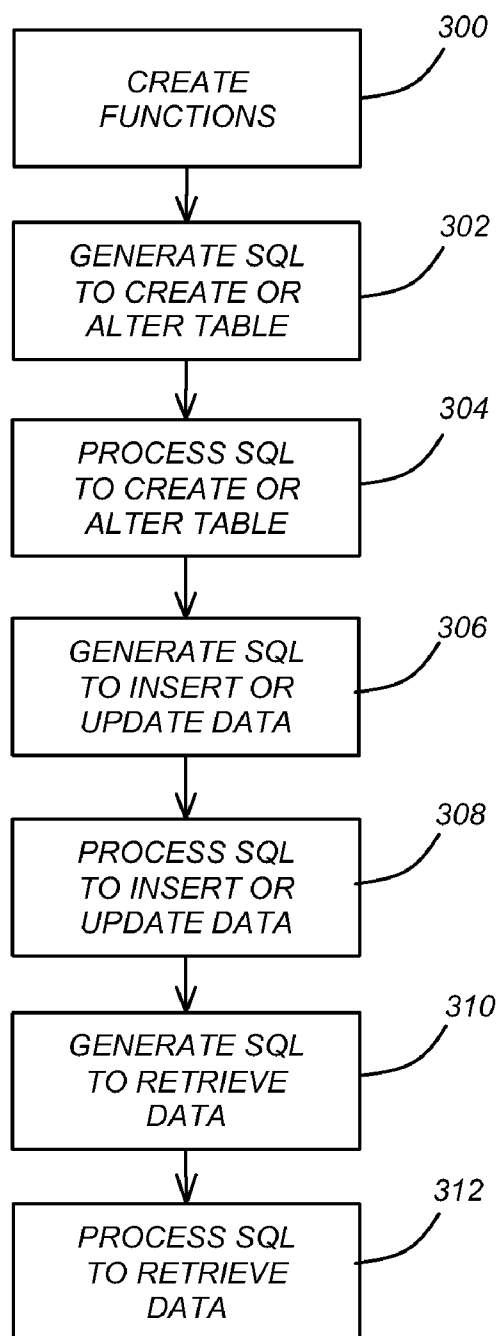 300
CREATE
FUNCTIONS
302
GENERATE SQL
TO CREATE OR
ALTER TABLE
304
PROCESS SQL
TO CREATE OR
ALTER TABLE
306
GENERATE SQL
TO INSERT OR
UPDATE DATA
308
PROCESS SQL
TO INSERT OR
UPDATE DATA
310
GENERATE SQL
TO RETRIEVE
DATA
312
PROCESS SQL
TO RETRIEVE
DATA